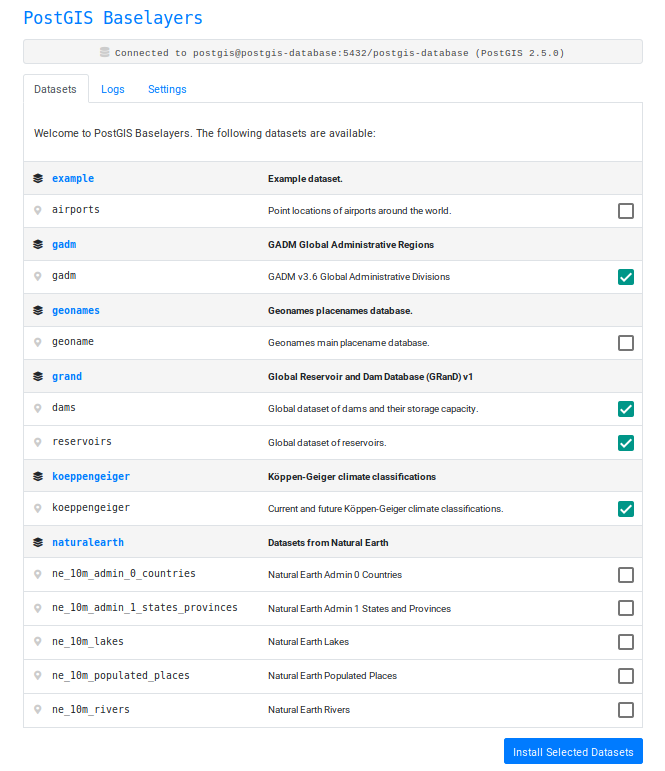 PostGIS Baselayers
Connected to postgis@postgis-database:5432/postgis-database (PostGIS 2.5.0)
Datasets Logs Settings
Welcome to PostGIS Baselayers. The following datasets are available:
example Example dataset.
airports Point locations of airports around the world.
gadm GADM Global Administrative Regions
gadm GADM v3.6 Global Administrative Divisions
geonames Geonames placenames database.
geoname Geonames main placename database.
grand Global Reservoir and Dam Database (GRanD) v1
dams Global dataset of dams and their storage capacity.
reservoirs Global dataset of reservoirs.
koeppengeiger Köppen-Geiger climate classifications
koeppengeiger Current and future Köppen-Geiger climate classifications.
naturalearth Datasets from Natural Earth
ne_10m_admin_0_countries Natural Earth Admin 0 Countries
ne_10m_admin_1_states_provinces Natural Earth Admin 1 States and Provinces
ne_10m_lakes Natural Earth Lakes
ne_10m_populated_places Natural Earth Populated Places
ne_10m_rivers Natural Earth Rivers
Install Selected Datasets